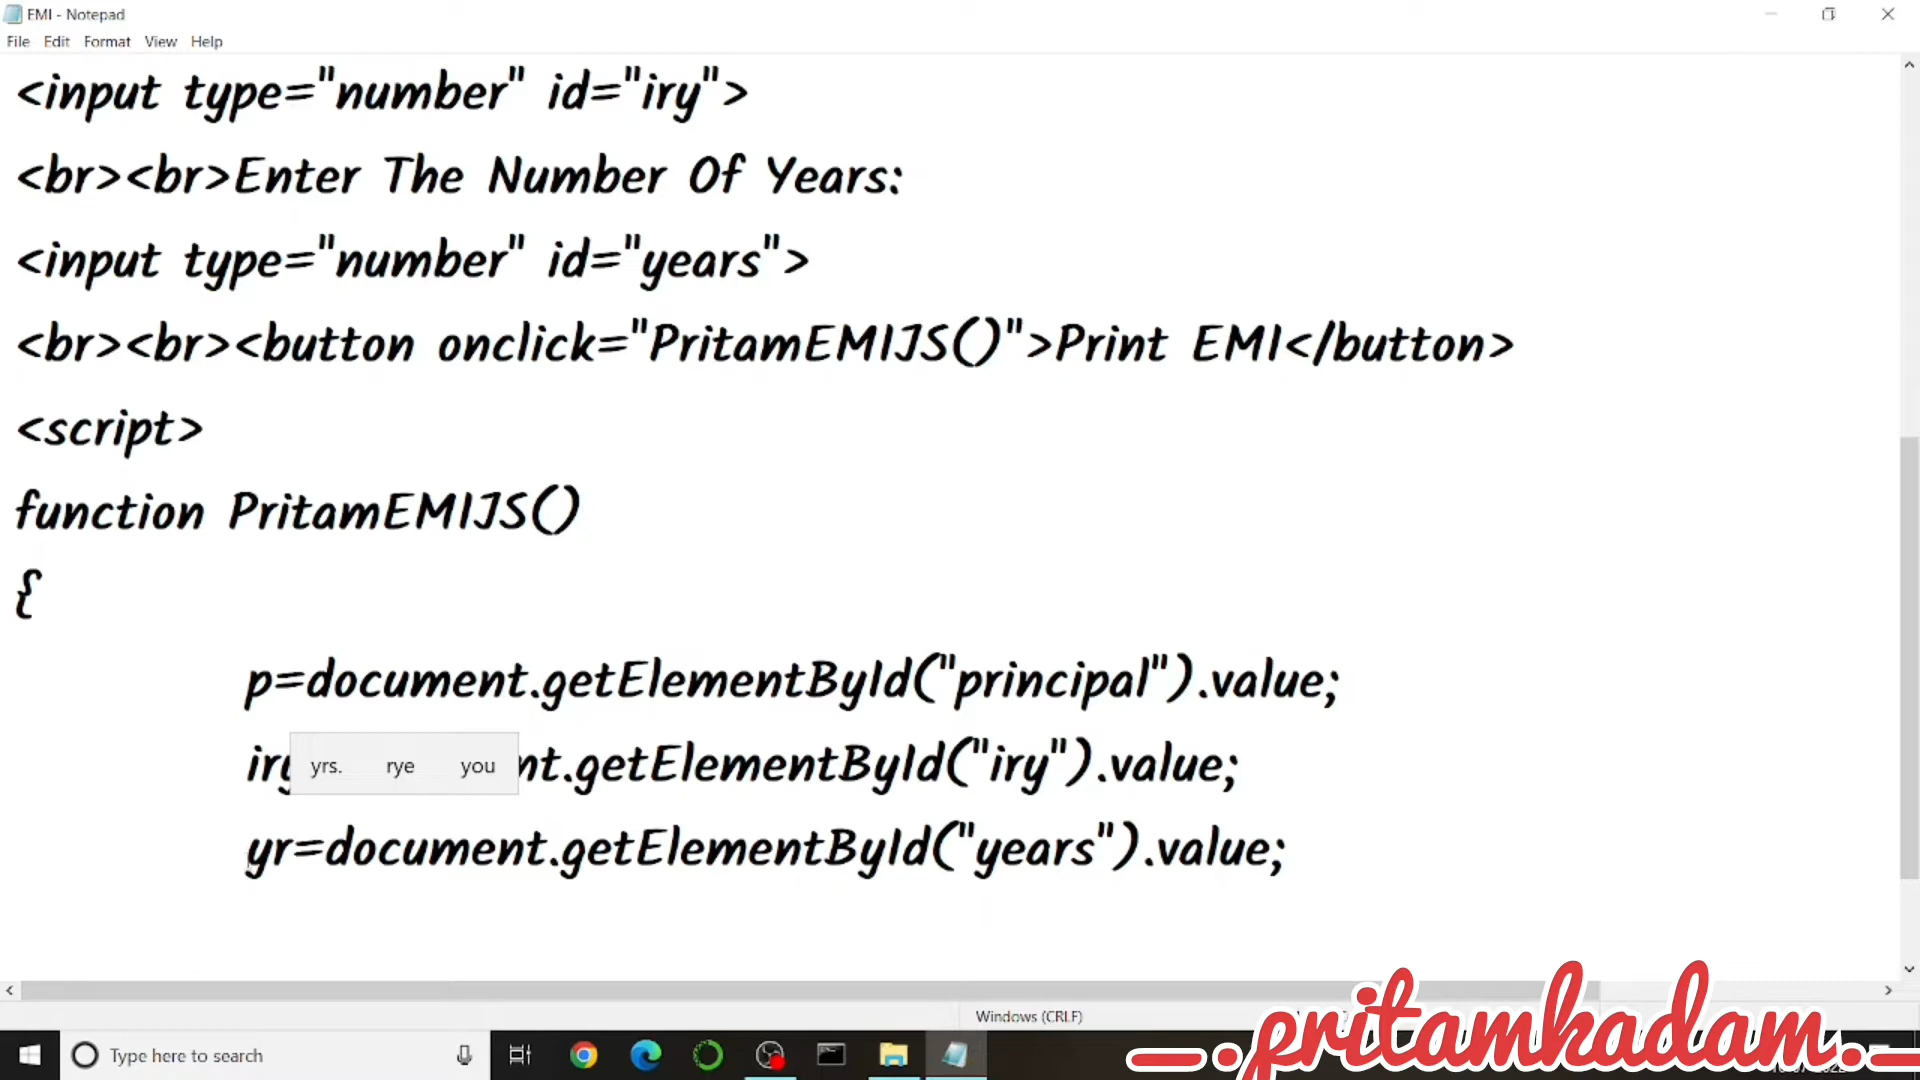 EMI - Notepad
File Edit Format View Help
<input type="number" id="iry">
<br><br>Enter The Number Of Years:
<input type="number" id="years">
<br><br><button onclick="PritamEMIJS()">Print EMI</button>
<script>
function PritamEMIJS()
{
p=document.getElementById("principal").value;
iry nt.getElementById("iry").value;
yrs. rye you
yr=document.getElementById("years").value;
Windows (CRLF)
Type here to search
_.pritamkadam._